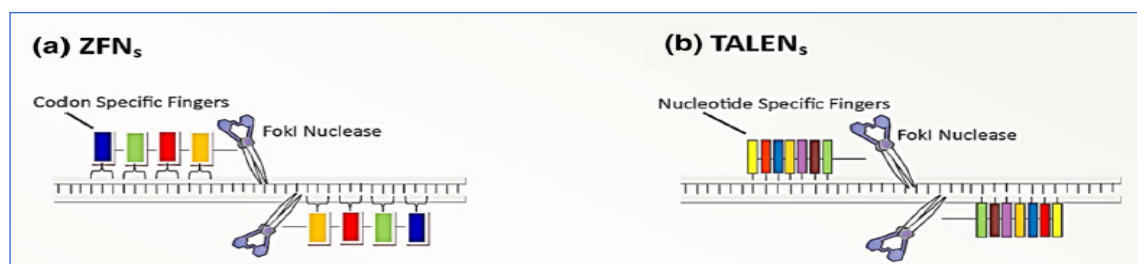 (a) ZFNs
(b) TALENs
Codon Specific Fingers
FokI Nuclease
Nucleotide Specific Fingers
FokI Nuclease